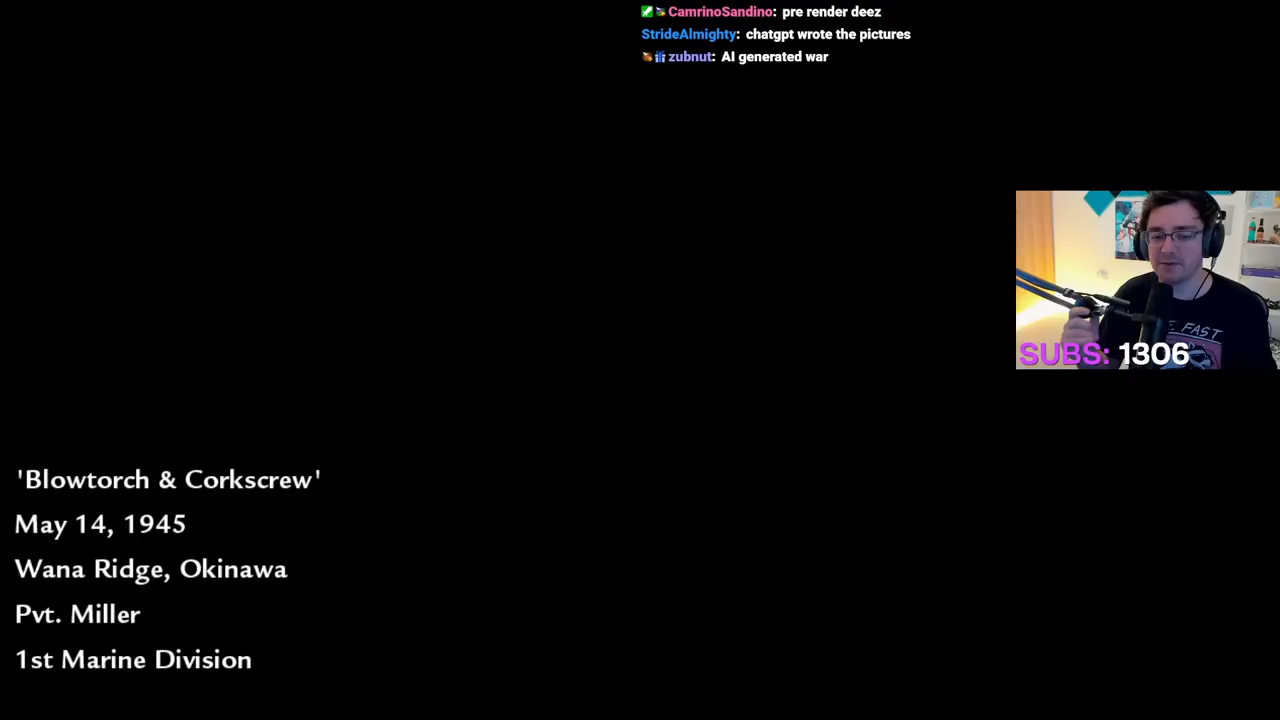 CamrinoSandino: pre render deez
StrideAlmighty: chatgpt wrote the pictures
zubnut: AI generated war
FAST
SUBS: 1306
'Blowtorch & Corkscrew'
May 14, 1945
Wana Ridge, Okinawa
Pvt. Miller
1st Marine Division